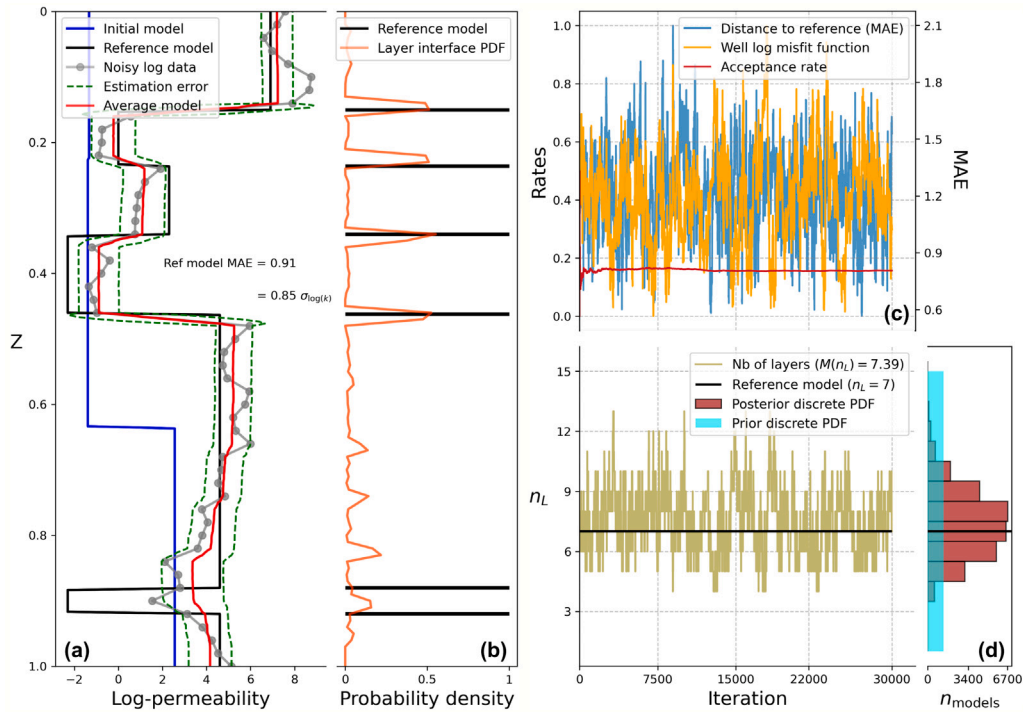 Initial model
Reference model
Noisy log data
Estimation error
Average model
0
0.2
0.4
0.6
0.8
1.0
Z
Ref model MAE = 0.91
= 0.85 σlog(k)
(a)
−2 0 2 4 6 8
Log-permeability
Reference model
Layer interface PDF
(b)
0 0.5 1
Probability density
Distance to reference (MAE)
Well log misfit function
Acceptance rate
1.0
0.8
0.6
0.4
0.2
0.0
Rates
2.1
1.8
1.5
1.2
0.9
0.6
MAE
(c)
Nb of layers (M(nL) = 7.39)
Reference model (nL = 7)
Posterior discrete PDF
Prior discrete PDF
15
12
9
6
3
nL
0 7500 15000 22500 30000
Iteration
(d)
0 3400 6700
nmodels